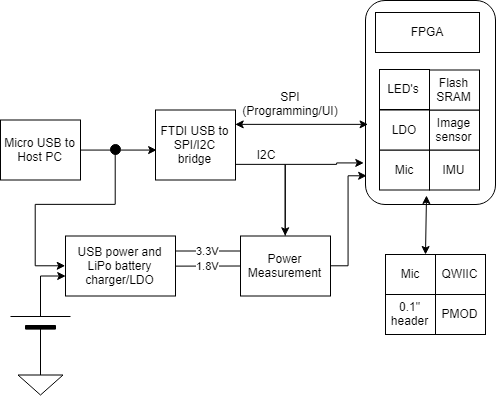 FPGA
LED's
Flash
SRAM
LDO
Image
sensor
Mic
IMU
SPI
(Programming/UI)
FTDI USB to
SPI/I2C
bridge
Micro USB to
Host PC
I2C
USB power and
LiPo battery
charger/LDO
3.3V
1.8V
Power
Measurement
Mic
QWIIC
0.1"
header
PMOD